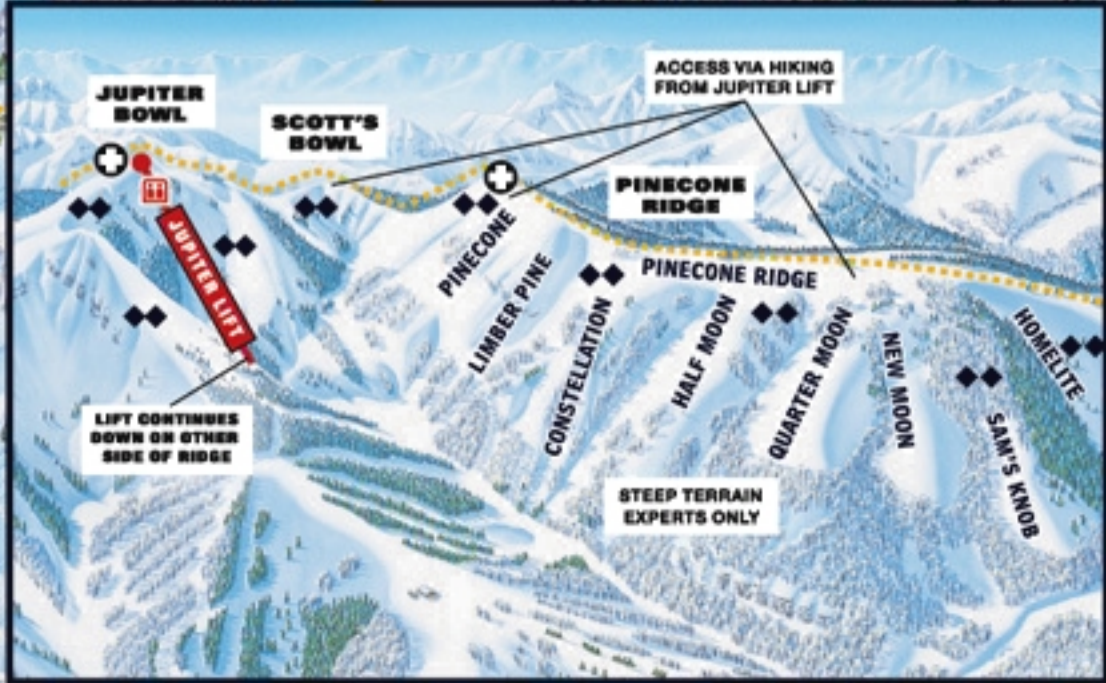 ACCESS VIA HIKING
FROM JUPITER LIFT
JUPITER
BOWL
SCOTT'S
BOWL
PINECONE
RIDGE
JUPITER LIFT
PINECONE
LIMBER PINE
CONSTELLATION
PINECONE RIDGE
HALF MOON
QUARTER MOON
NEW MOON
HOMELITE
SAM'S KNOB
LIFT CONTINUES
DOWN ON OTHER
SIDE OF RIDGE
STEEP TERRAIN
EXPERTS ONLY